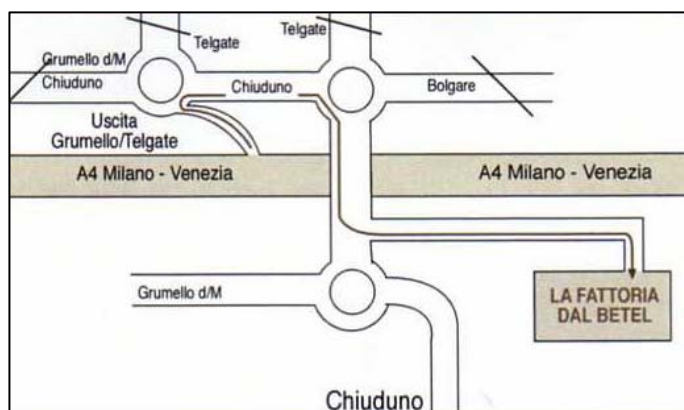 Telgate
Telgate
Grumello d/M
Chiuduno
Chiuduno
Bolgare
Uscita
Grumello/Telgate
A4 Milano - Venezia
A4 Milano - Venezia
Grumello d/M
LA FATTORIA
DAL BETEL
Chiuduno